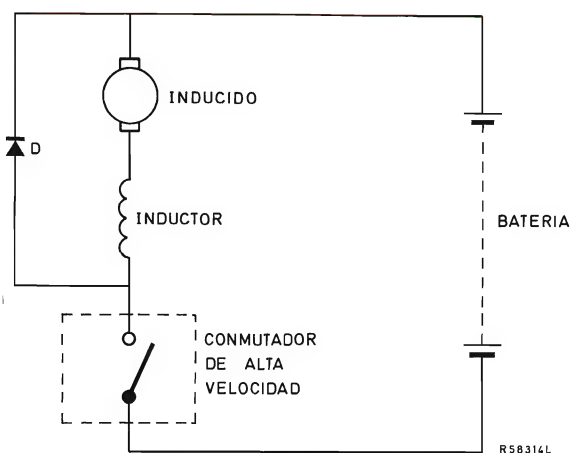 INDUCIDO
D
INDUCTOR
BATERIA
CONMUTADOR
DE ALTA
VELOCIDAD
R58314L